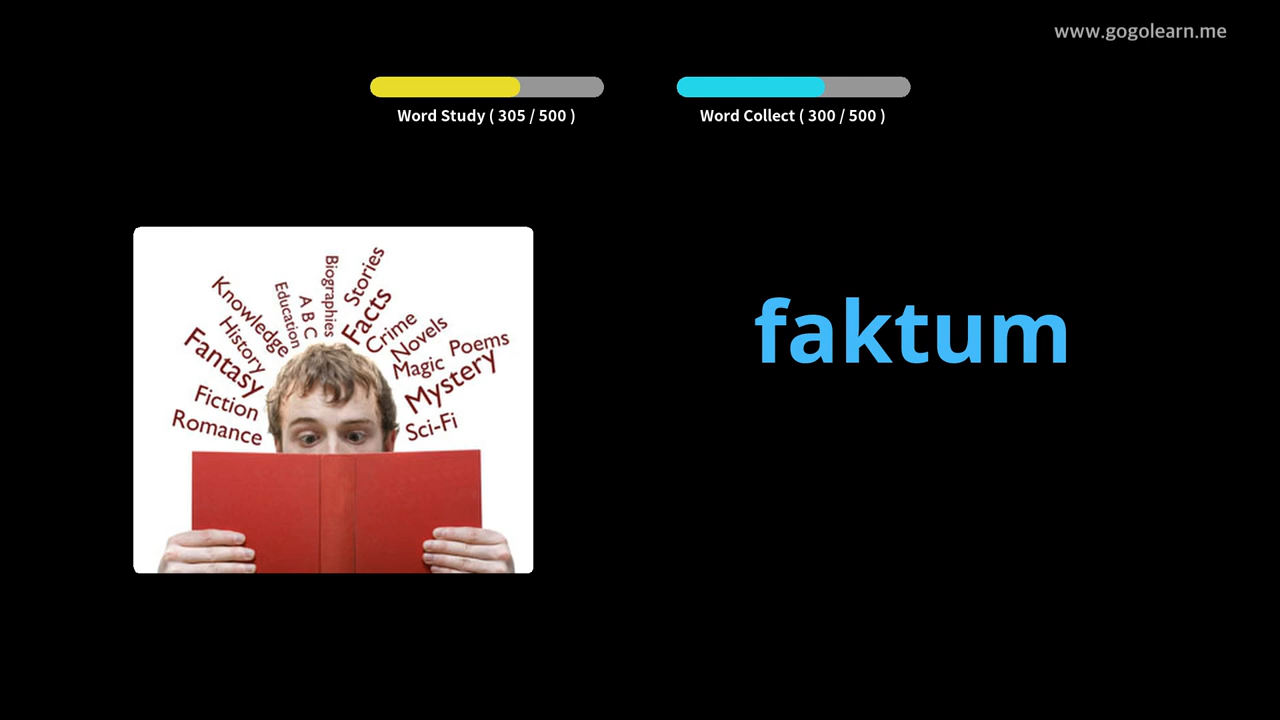 www.gogolearn.me
Word Study ( 305 / 500 )
Word Collect ( 300 / 500 )
Knowledge
Education
A B C
Biographies
Stories
Facts
Crime
Novels
Poems
History
Fantasy
Magic
Mystery
Fiction
Romance
Sci-Fi
faktum